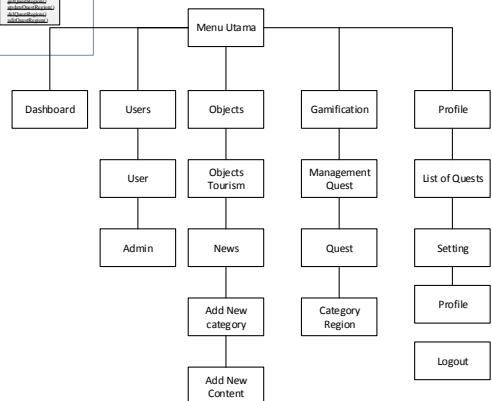 Menu Utama
Dashboard
Users
Objects
Gamification
Profile
User
Objects
Tourism
Management
Quest
List of Quests
Admin
News
Quest
Setting
Add New
category
Category
Region
Profile
Add New
Content
Logout